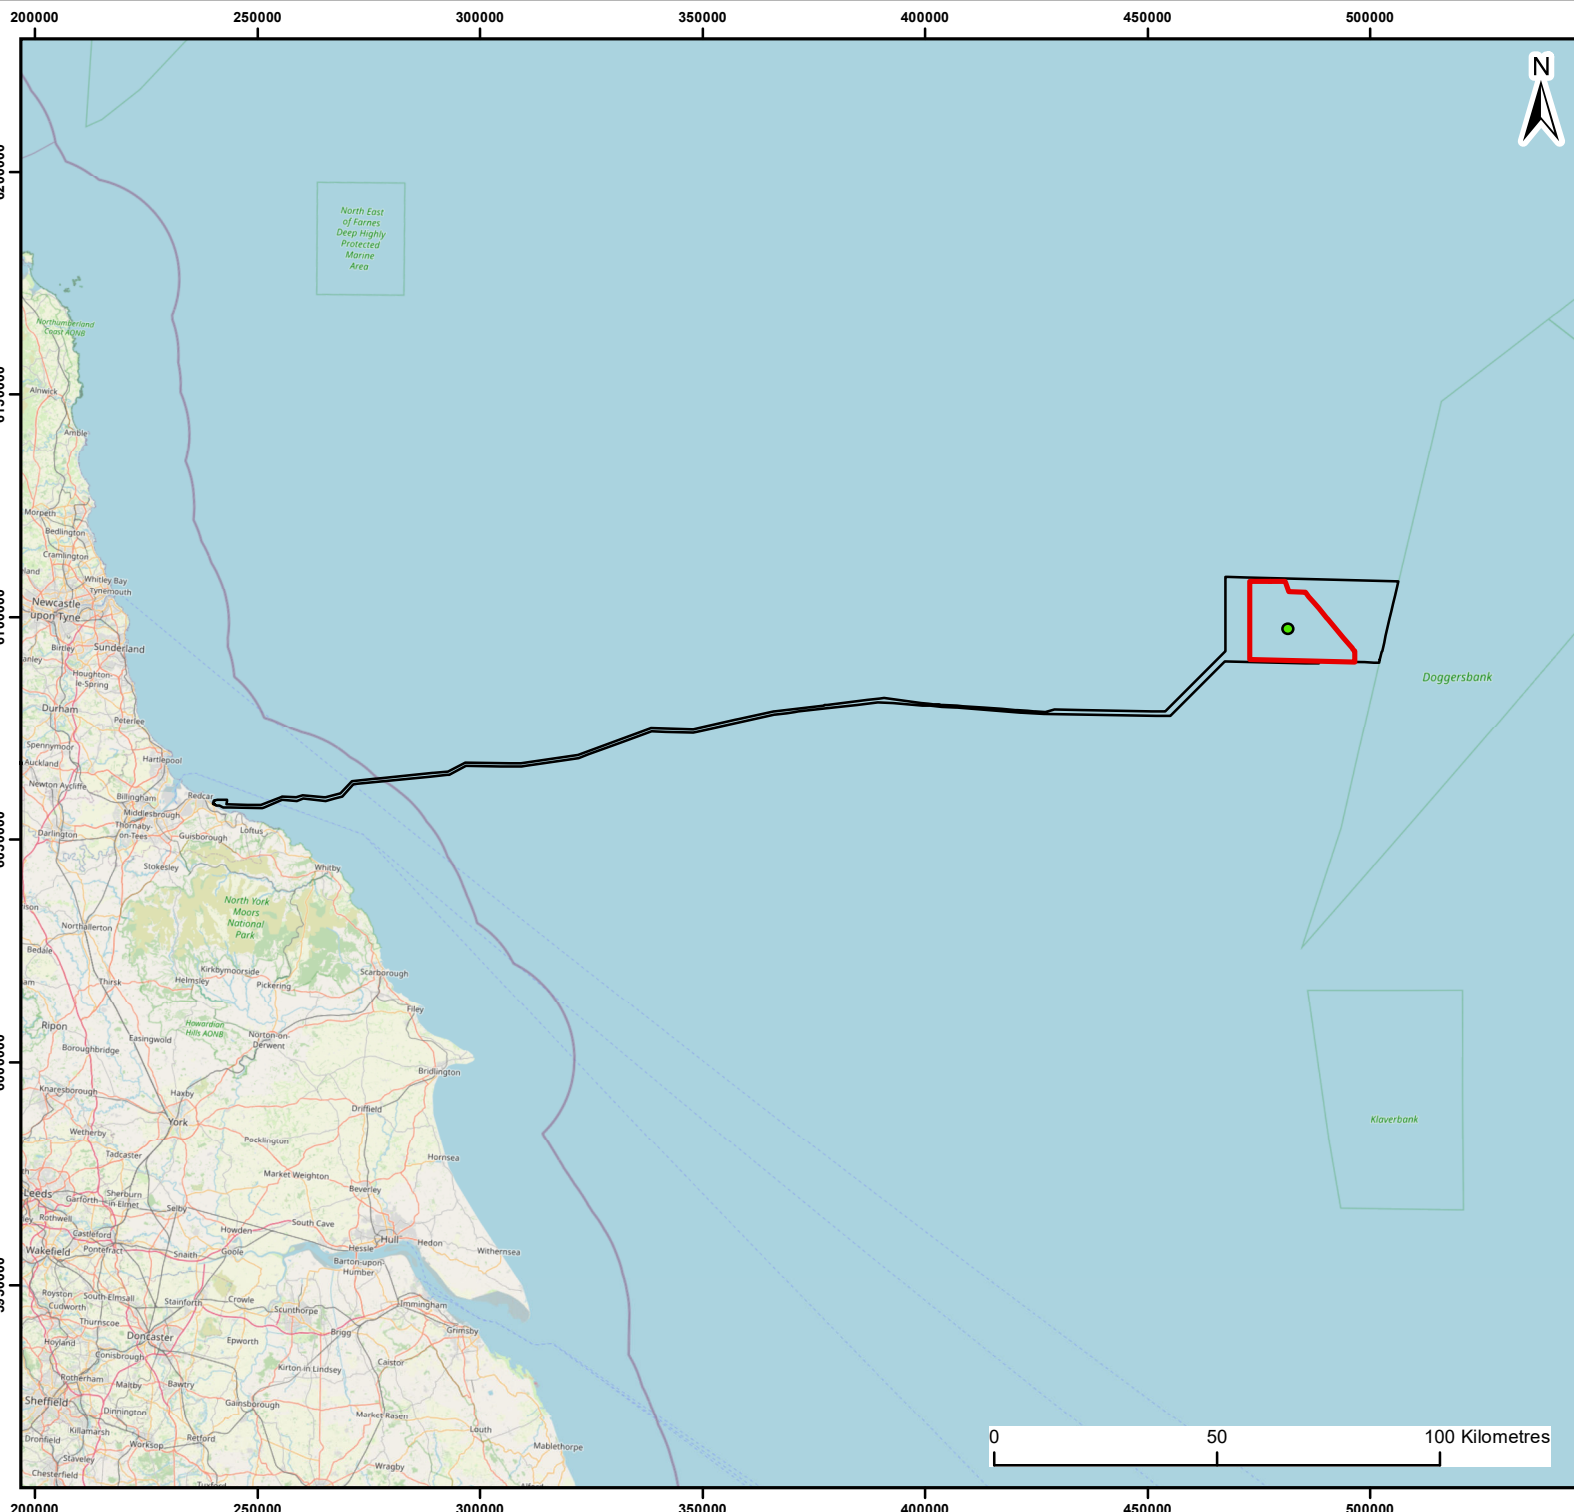 200000 250000 300000 350000 400000 450000 500000
N
North East
of Farnes
Deep Highly
Protected
Marine
Area
Northumberland
Coast AONB
Alnwick
Amble
Morpeth
Bedlington
Cramlington
Whitley Bay
Tynemouth
Newcastle
upon Tyne
Sunderland
Birtley
Houghton-
le-Spring
Durham
Peterlee
Doggersbank
Spennymoor
Hartlepool
Newton Aycliffe
Billingham
Redcar
Middlesbrough
Thornaby-
on-Tees
Darlington
Guisborough
Loftus
Stokesley
Whitby
North York
Moors
National
Park
Northallerton
Bedale
Kirkbymoorside
Scarborough
Thirsk
Helmsley
Pickering
Filey
Ripon
Howardian
Hills AONB
Easingwold
Norton-on-
Derwent
Boroughbridge
Bridlington
Knaresborough
Haxby
Driffield
York
Klaverbank
Wetherby
Pocklington
Tadcaster
Hornsea
Market Weighton
Leeds
Garforth
Sherburn
in-Elmet
Selby
Beverley
Rothwell
South Cave
Castleford
Howden
Hull
Hedon
Wakefield
Pontefract
Snaith
Goole
Hessle
Withernsea
Barton-upon-
Humber
Royston
South Elmsall
Stainforth
Crowle
Scunthorpe
Immingham
Cudworth
Thurnscoe
Doncaster
Epworth
Brigg
Grimsby
Hoyland
Conisbrough
Kirton in Lindsey
Caistor
Rotherham
Maltby
Bawtry
Sheffield
Dinnington
Gainsborough
Market Rasen
Louth
Dronfield
Killamarsh
Worksop
Retford
Mablethorpe
Staveley
Chesterfield
Wragby
0 50 100 Kilometres
200000 250000 300000 350000 400000 450000 500000